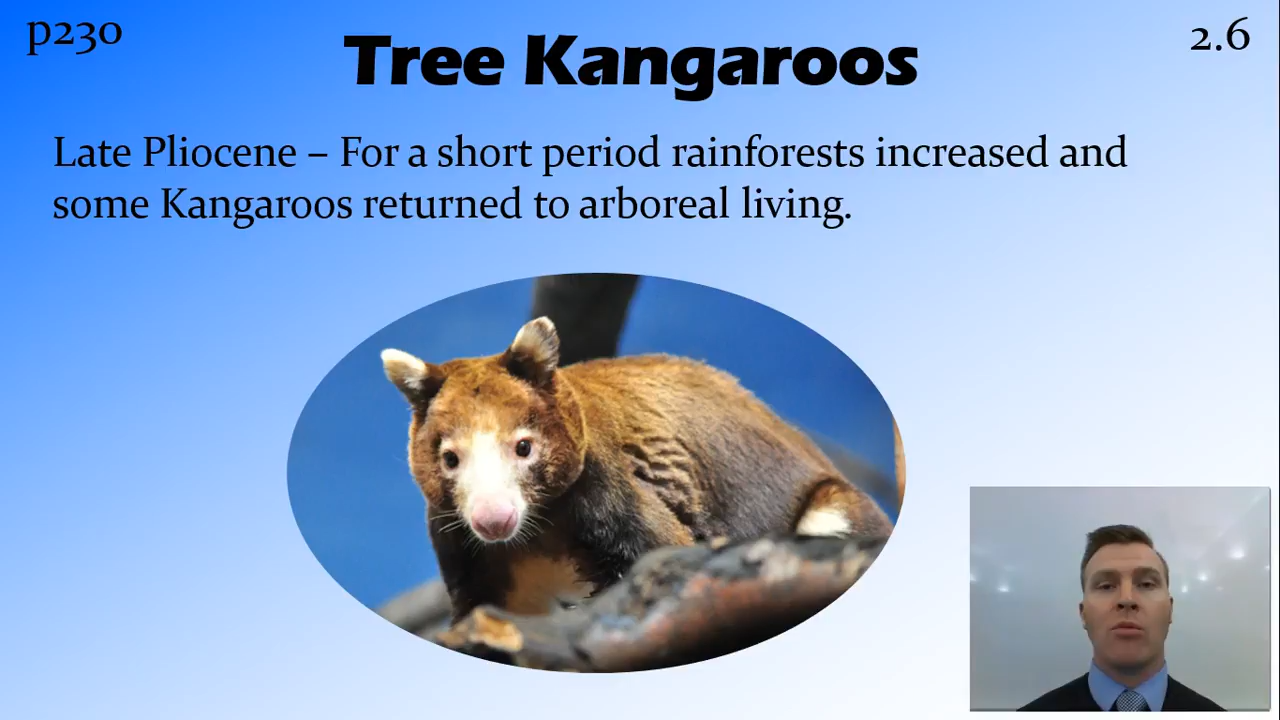 p230
Tree Kangaroos
2.6
Late Pliocene – For a short period rainforests increased and
some Kangaroos returned to arboreal living.